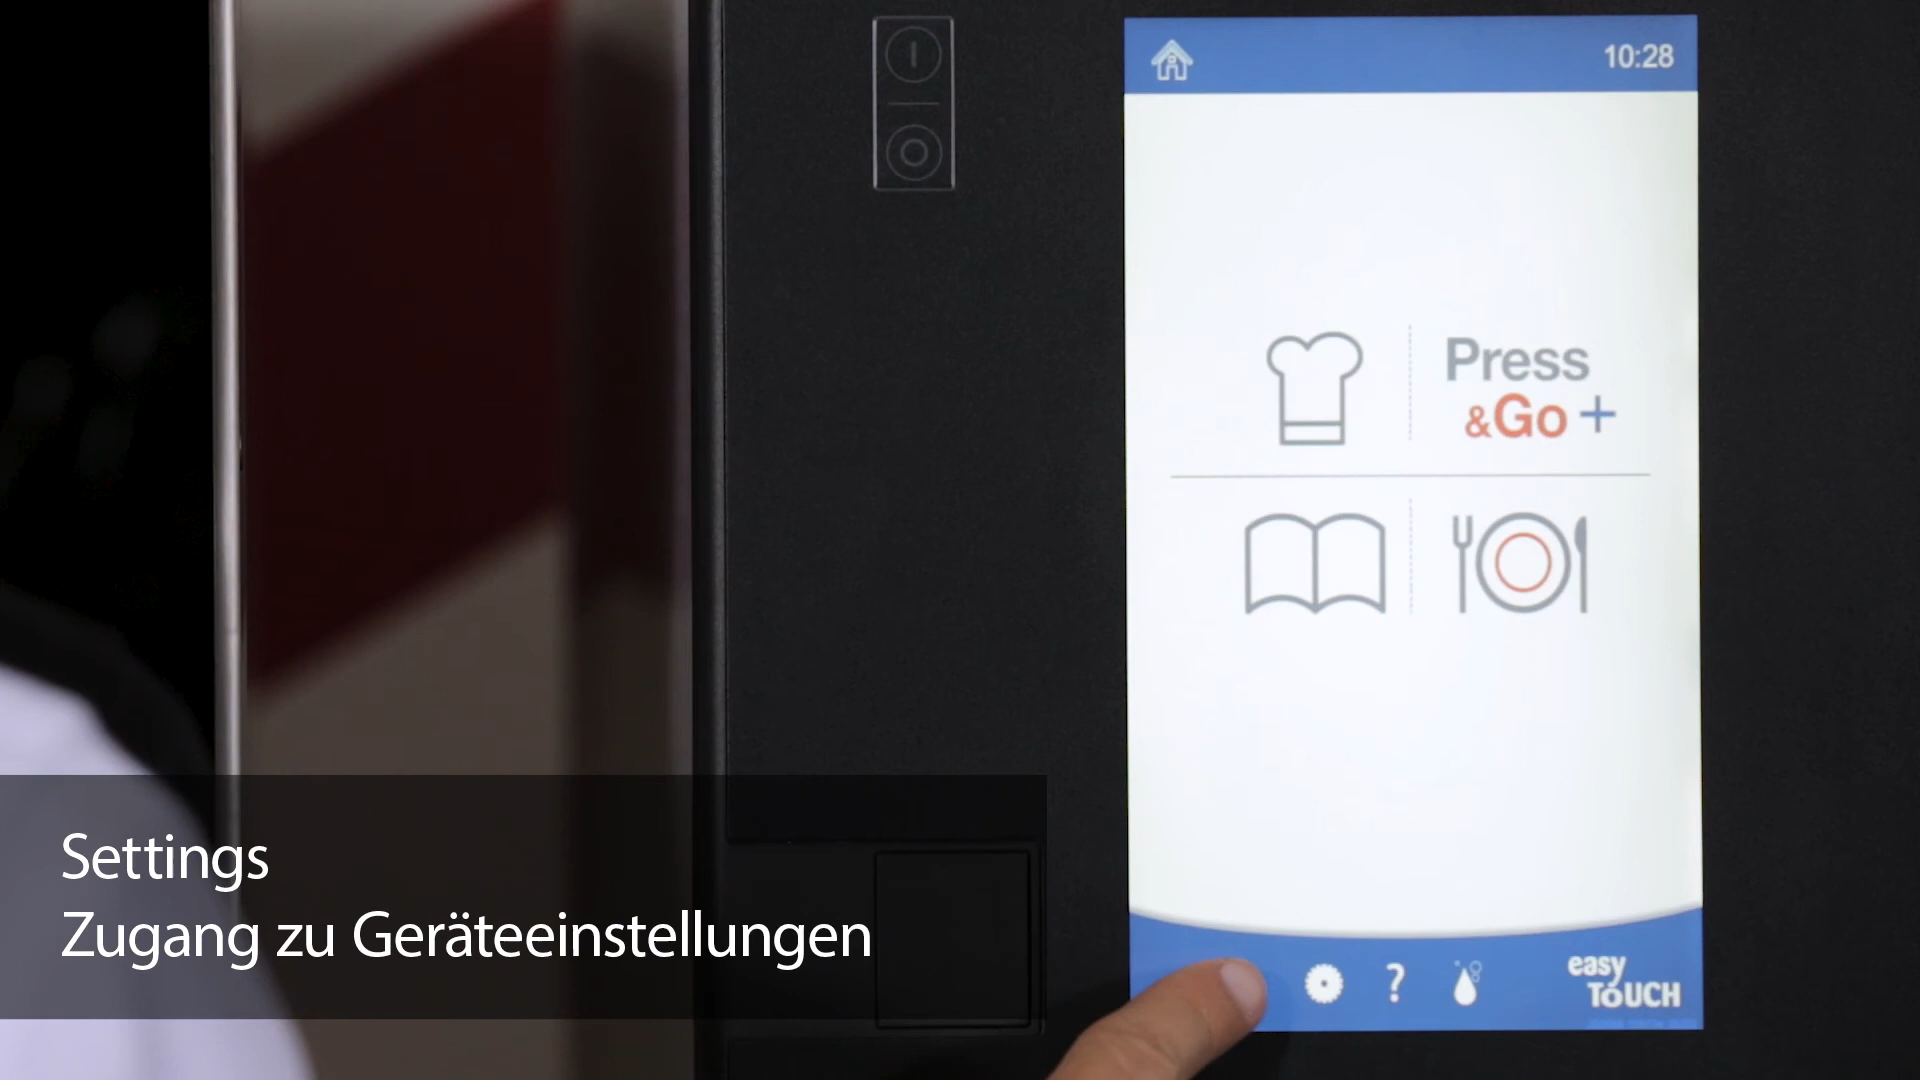 10:28
Press
&Go +
?
easy
TOUCH
Settings
Zugang zu Geräteeinstellungen